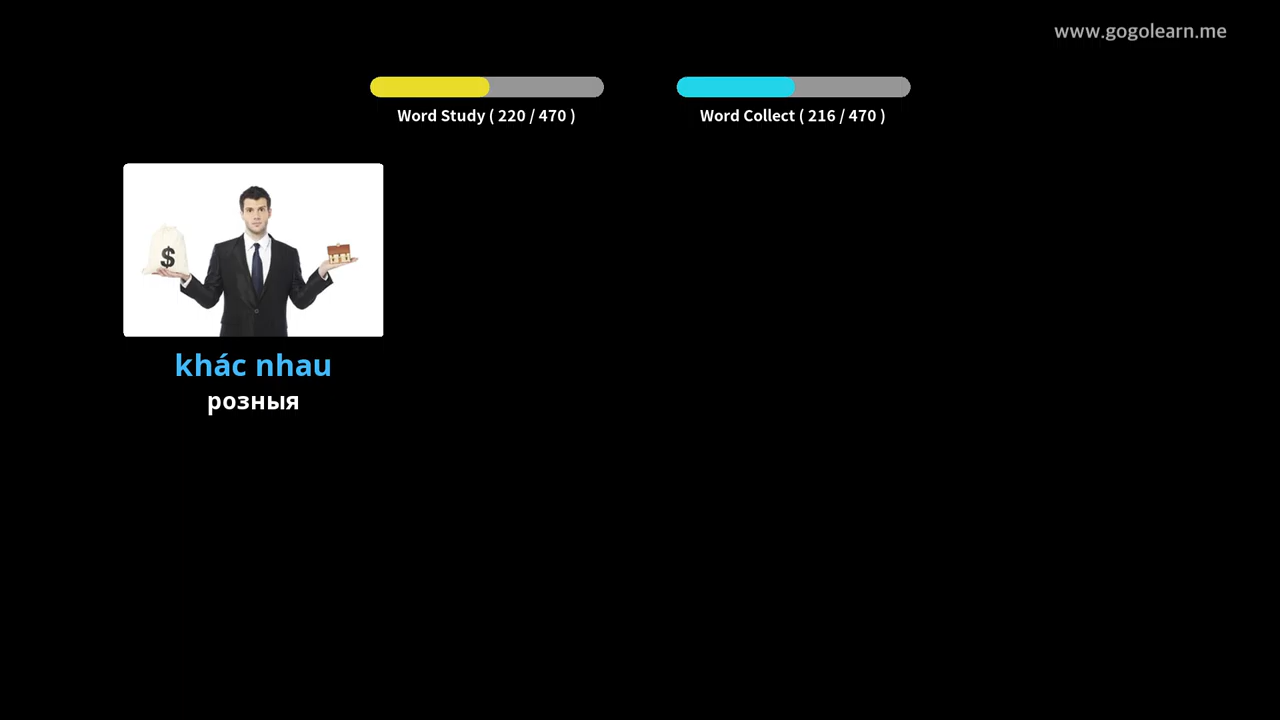 www.gogolearn.me
Word Study ( 220 / 470 )
Word Collect ( 216 / 470 )
$
khác nhau
розныя